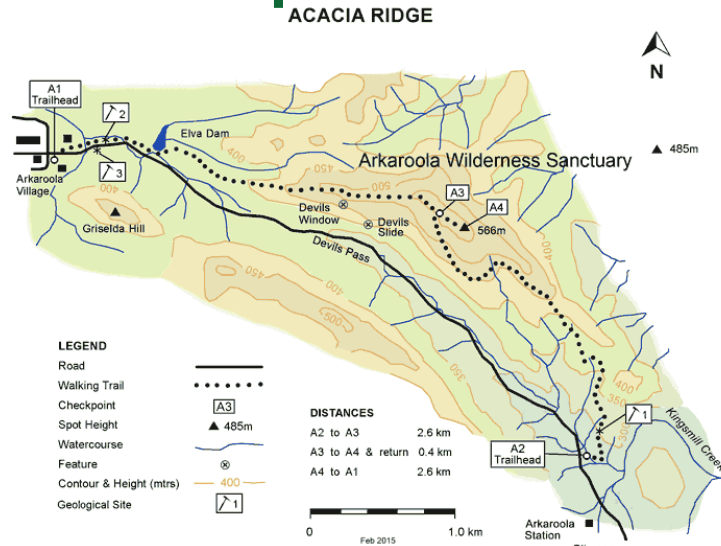 ACACIA RIDGE
N
A1
Trailhead
2
3
Elva Dam
Arkaroola
Village
Griselda Hill
400
400
Arkaroola Wilderness Sanctuary
485m
500
A3
A4
566m
Devils
Window
Devils
Slide
Devils Pass
400
450
400
500
350
400
350
300
1
Kingsmill Creek
A2
Trailhead
Arkaroola
Station
LEGEND
Road
Walking Trail
Checkpoint A3
Spot Height 485m
Watercourse
Feature
Contour & Height (mtrs) 400
Geological Site 1
DISTANCES
A2 to A3 2.6 km
A3 to A4 & return 0.4 km
A4 to A1 2.6 km
0 1.0 km
Feb 2015